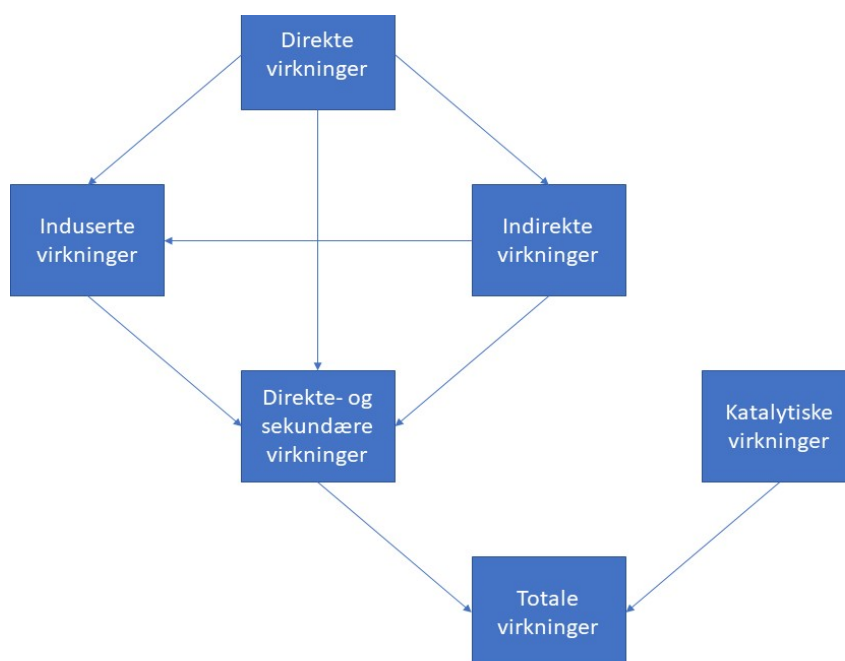 Direkte
virkninger
Induserte
virkninger
Indirekte
virkninger
Direkte- og
sekundære
virkninger
Katalytiske
virkninger
Totale
virkninger